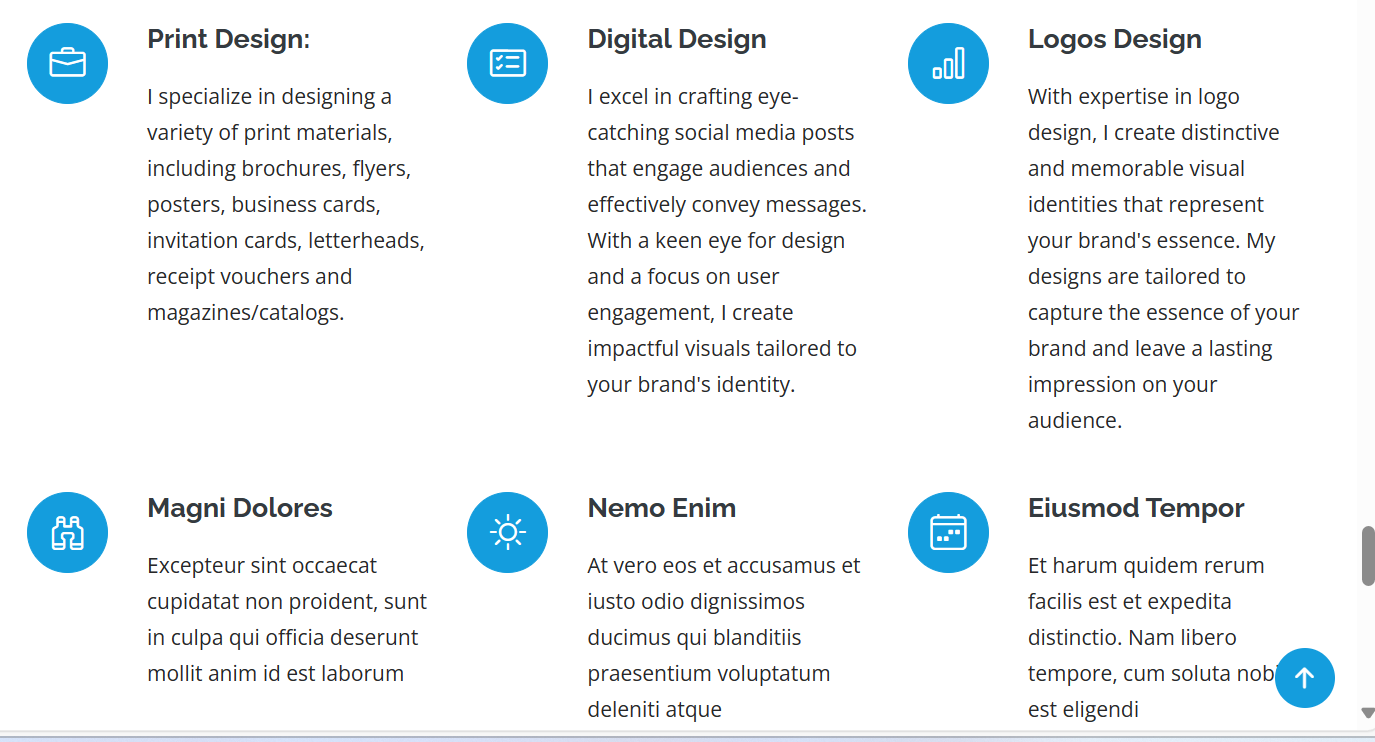 Print Design:
I specialize in designing a
variety of print materials,
including brochures, flyers,
posters, business cards,
invitation cards, letterheads,
receipt vouchers and
magazines/catalogs.
Digital Design
I excel in crafting eye-
catching social media posts
that engage audiences and
effectively convey messages.
With a keen eye for design
and a focus on user
engagement, I create
impactful visuals tailored to
your brand's identity.
Logos Design
With expertise in logo
design, I create distinctive
and memorable visual
identities that represent
your brand's essence. My
designs are tailored to
capture the essence of your
brand and leave a lasting
impression on your
audience.
Magni Dolores
Excepteur sint occaecat
cupidatat non proident, sunt
in culpa qui officia deserunt
mollit anim id est laborum
Nemo Enim
At vero eos et accusamus et
iusto odio dignissimos
ducimus qui blanditiis
praesentium voluptatum
deleniti atque
Eiusmod Tempor
Et harum quidem rerum
facilis est et expedita
distinctio. Nam libero
tempore, cum soluta
est eligendi